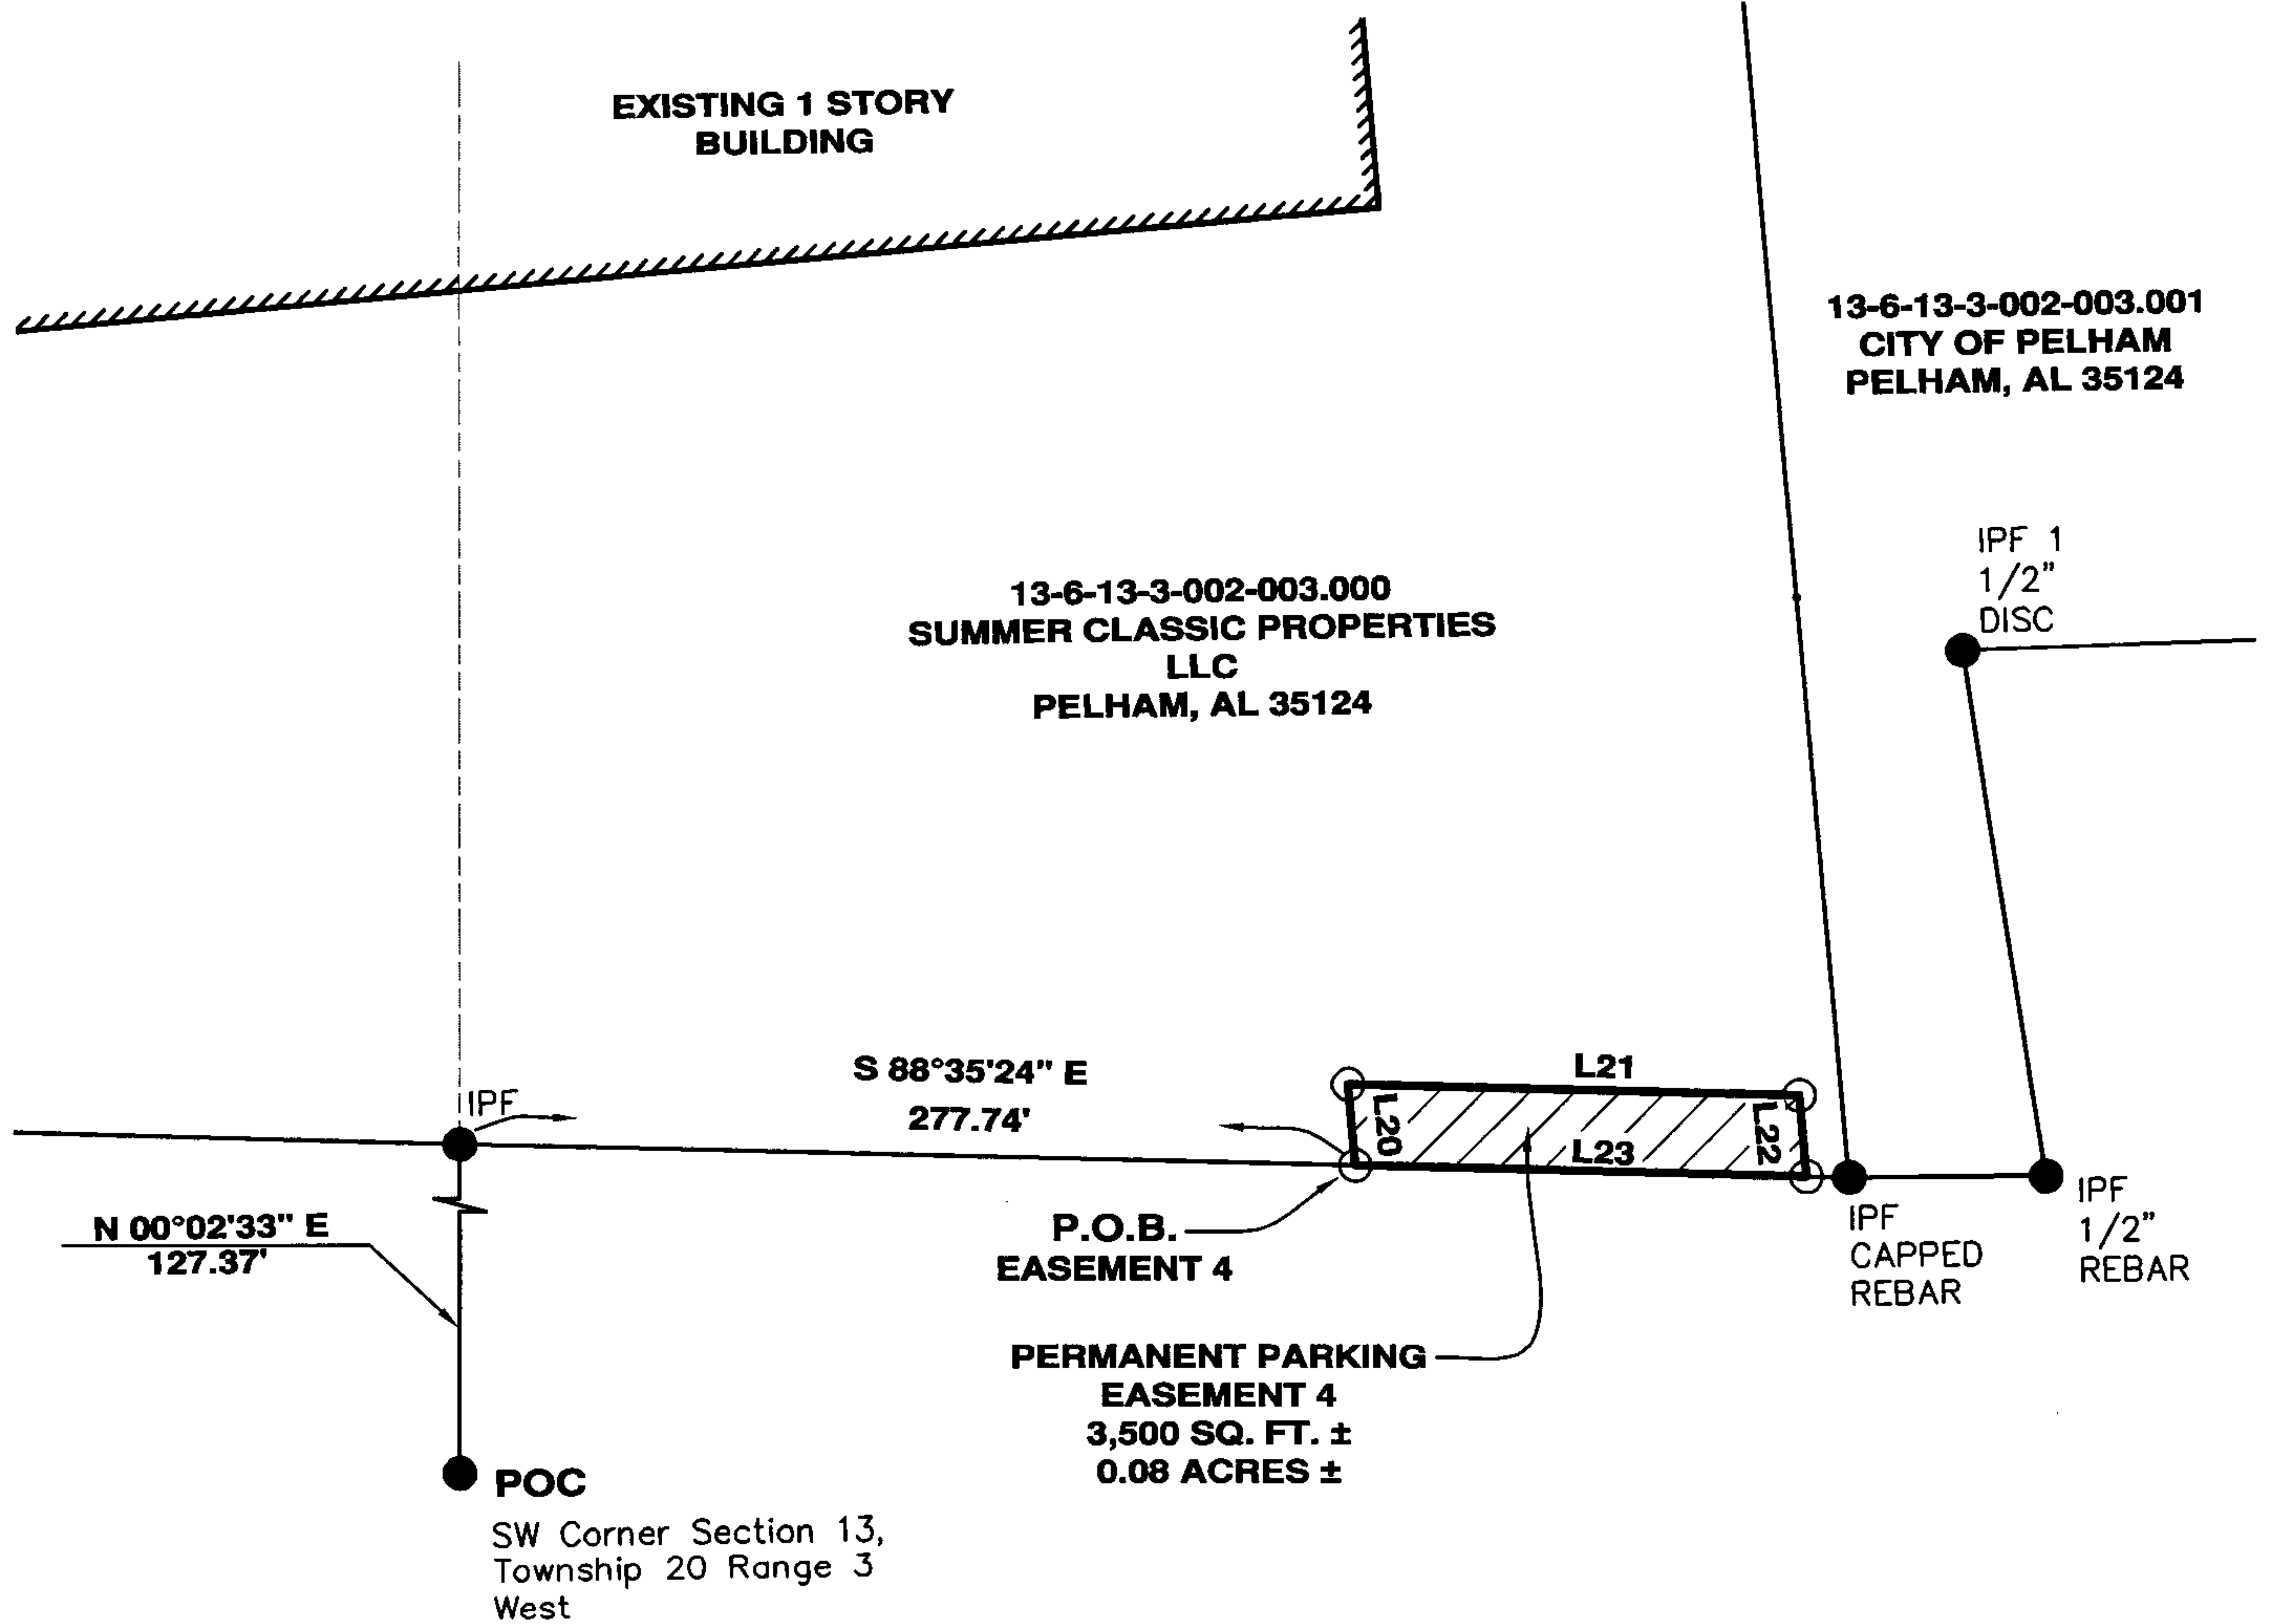 EXISTING 1 STORY
BUILDING
13-6-13-3-002-003.001
CITY OF PELHAM
PELHAM, AL 35124
IPF 1
1/2"
DISC
13-6-13-3-002-003.000
SUMMER CLASSIC PROPERTIES
LLC
PELHAM, AL 35124
S 88°35'24" E
277.74'
IPF
L21
L20
L22
L23
N 00°02'33" E
127.37'
P.O.B.
EASEMENT 4
IPF
CAPPED
REBAR
IPF
1/2"
REBAR
PERMANENT PARKING
EASEMENT 4
3,500 SQ. FT. ±
0.08 ACRES ±
POC
SW Corner Section 13,
Township 20 Range 3
West